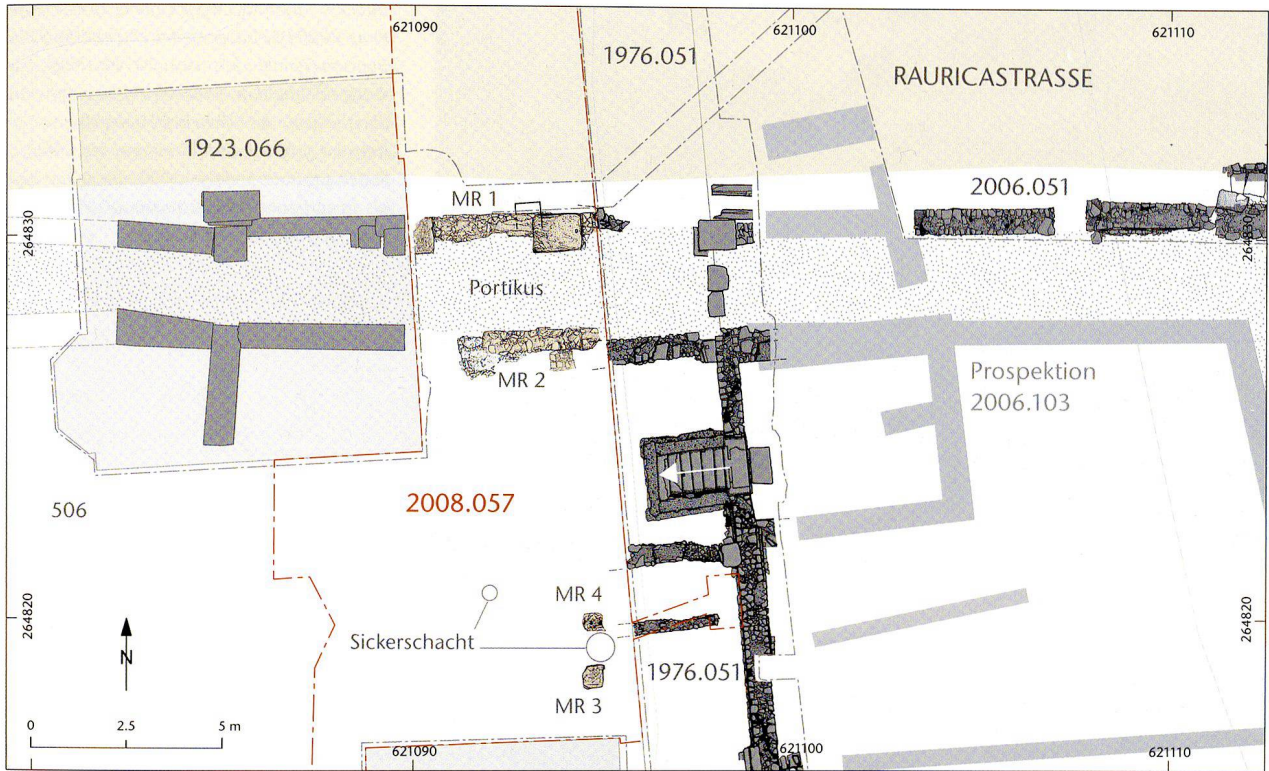 621090
621100
621110
1976.051
RAURICASTRASSE
1923.066
MR 1
2006.051
264830
264830
Portikus
MR 2
Prospektion
2006.103
506
2008.057
MR 4
264820
264820
Sickerschacht
N
1976.051
MR 3
0 2.5 5 m
621090
621100
621110